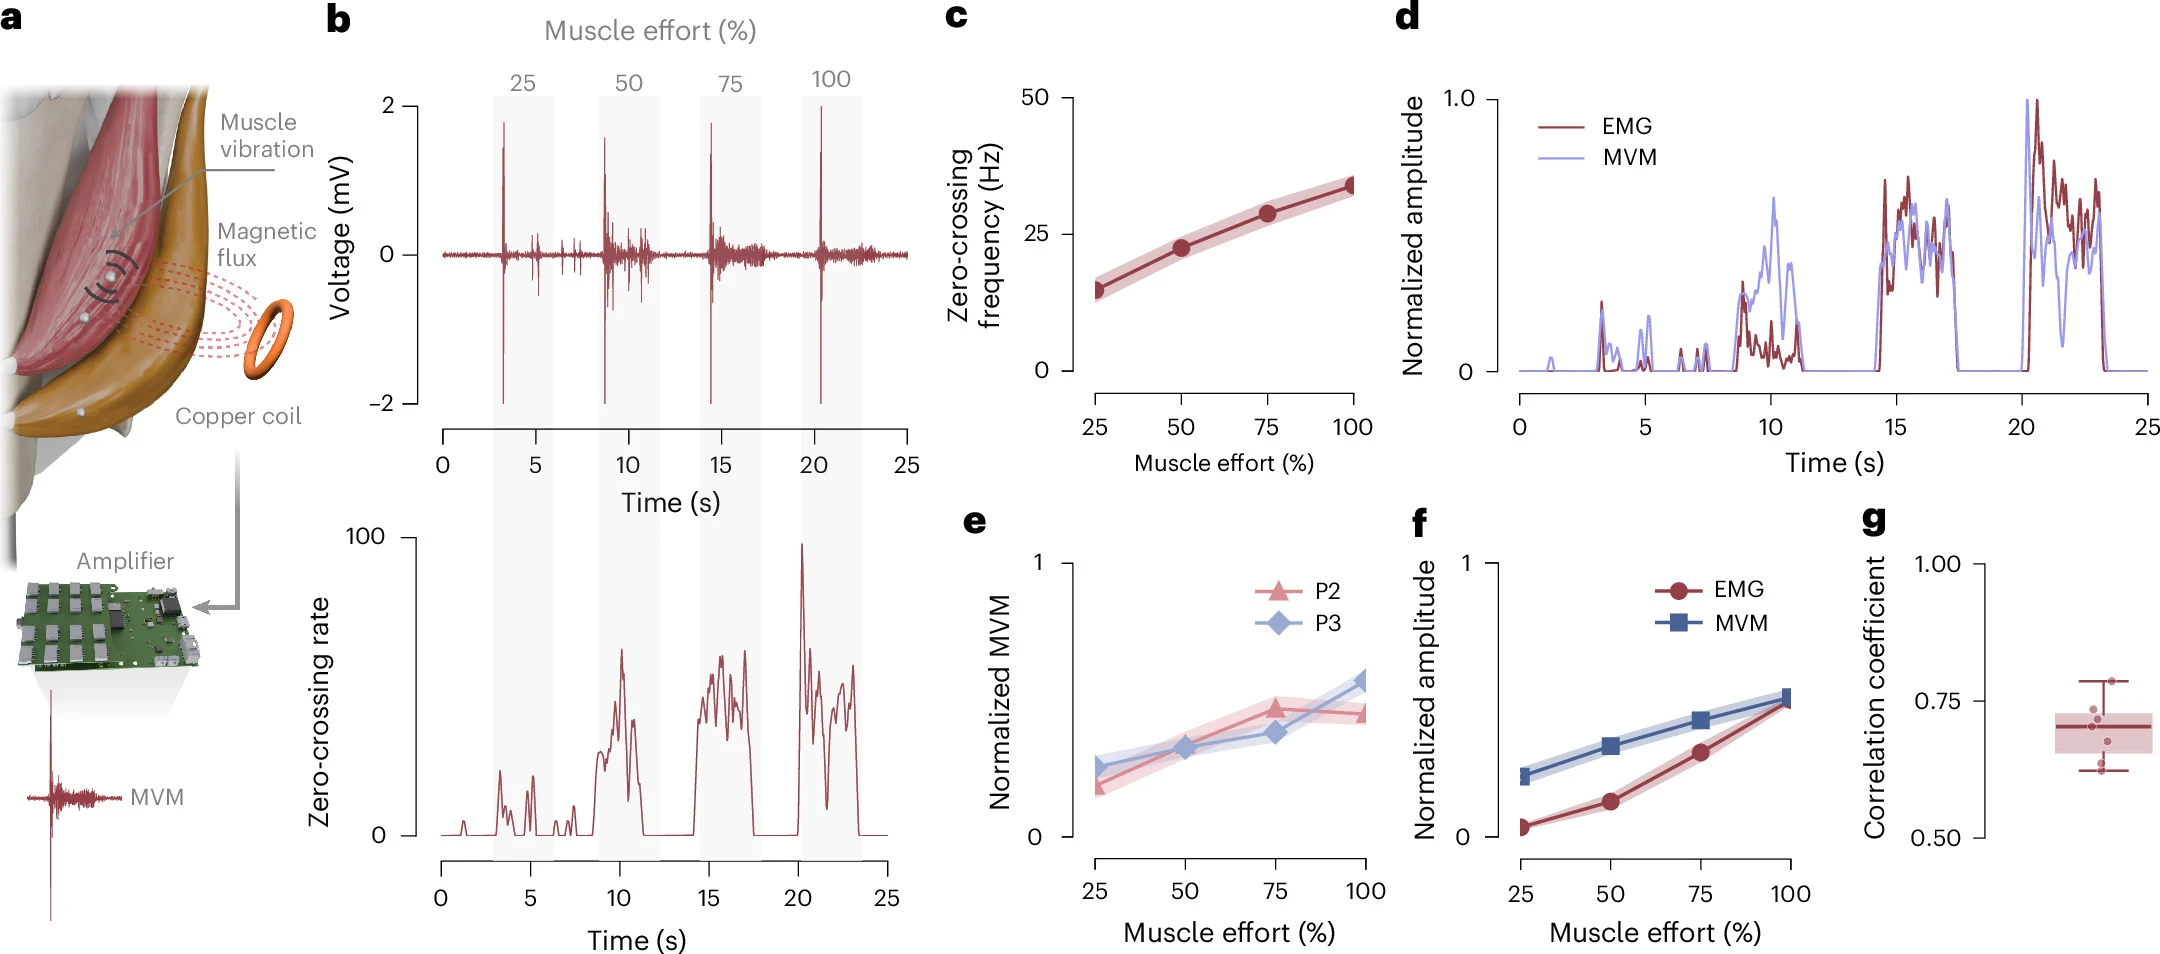 a
Muscle
vibration
Magnetic
flux
Copper coil
Amplifier
MVM
b
Muscle effort (%)
25 50 75 100
Voltage (mV)
2
0
–2
0 5 10 15 20 25
Time (s)
Zero-crossing rate
100
0
0 5 10 15 20 25
Time (s)
c
Zero-crossing
frequency (Hz)
50
25
0
25 50 75 100
Muscle effort (%)
d
Normalized amplitude
1.0
0
EMG
MVM
0 5 10 15 20 25
Time (s)
e
Normalized MVM
1
0
P2
P3
25 50 75 100
Muscle effort (%)
f
Normalized amplitude
1
0
EMG
MVM
25 50 75 100
Muscle effort (%)
g
Correlation coefficient
1.00
0.75
0.50